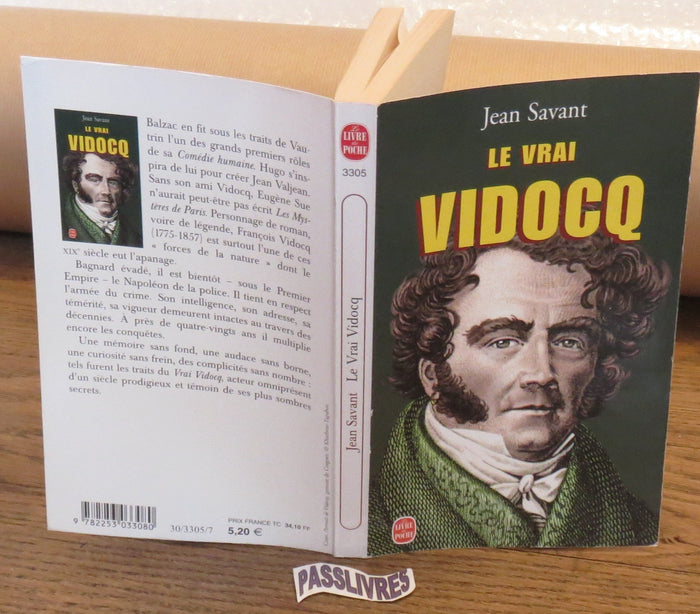 Jean Savant
LE VRAI
VIDOCQ
Balzac en fit sous les traits de Vau-
trin l'un des grands premiers rôles
de sa Comédie humaine. Hugo s'ins-
pira de lui pour créer Jean Valjean.
Sans son ami Vidocq, Eugène Sue
n'aurait peut-être pas écrit Les Mys-
tères de Paris. Personnage de roman,
voire de légende, François Vidocq
(1775-1857) est surtout l'une de ces
« forces de la nature » dont le
XIXe siècle eut l'apanage.
Bagnard évadé, il est bientôt – sous le Premier
Empire – le Napoléon de la police. Il tient en respect
l'armée du crime. Son intelligence, son adresse, sa
témérité, sa vigueur demeurent intactes au travers des
décennies. A près de quatre-vingts ans il multiplie
encore les conquêtes.
Une mémoire sans fond, une audace sans borne,
une curiosité sans frein, des complicités sans nombre :
tels furent les traits du Vrai Vidocq, acteur omniprésent
d'un siècle prodigieux et témoin de ses plus sombres
secrets.
9 782253 033080
30/3305/7
PRIX FRANCE TC 34,10 FF
5,20 €
Le
LIVRE
de
POCHE
3305
Jean Savant Le Vrai Vidocq
Jean Savant
LE VRAI
VIDOCQ
Le
LIVRE
de
POCHE
PASSLIVRES